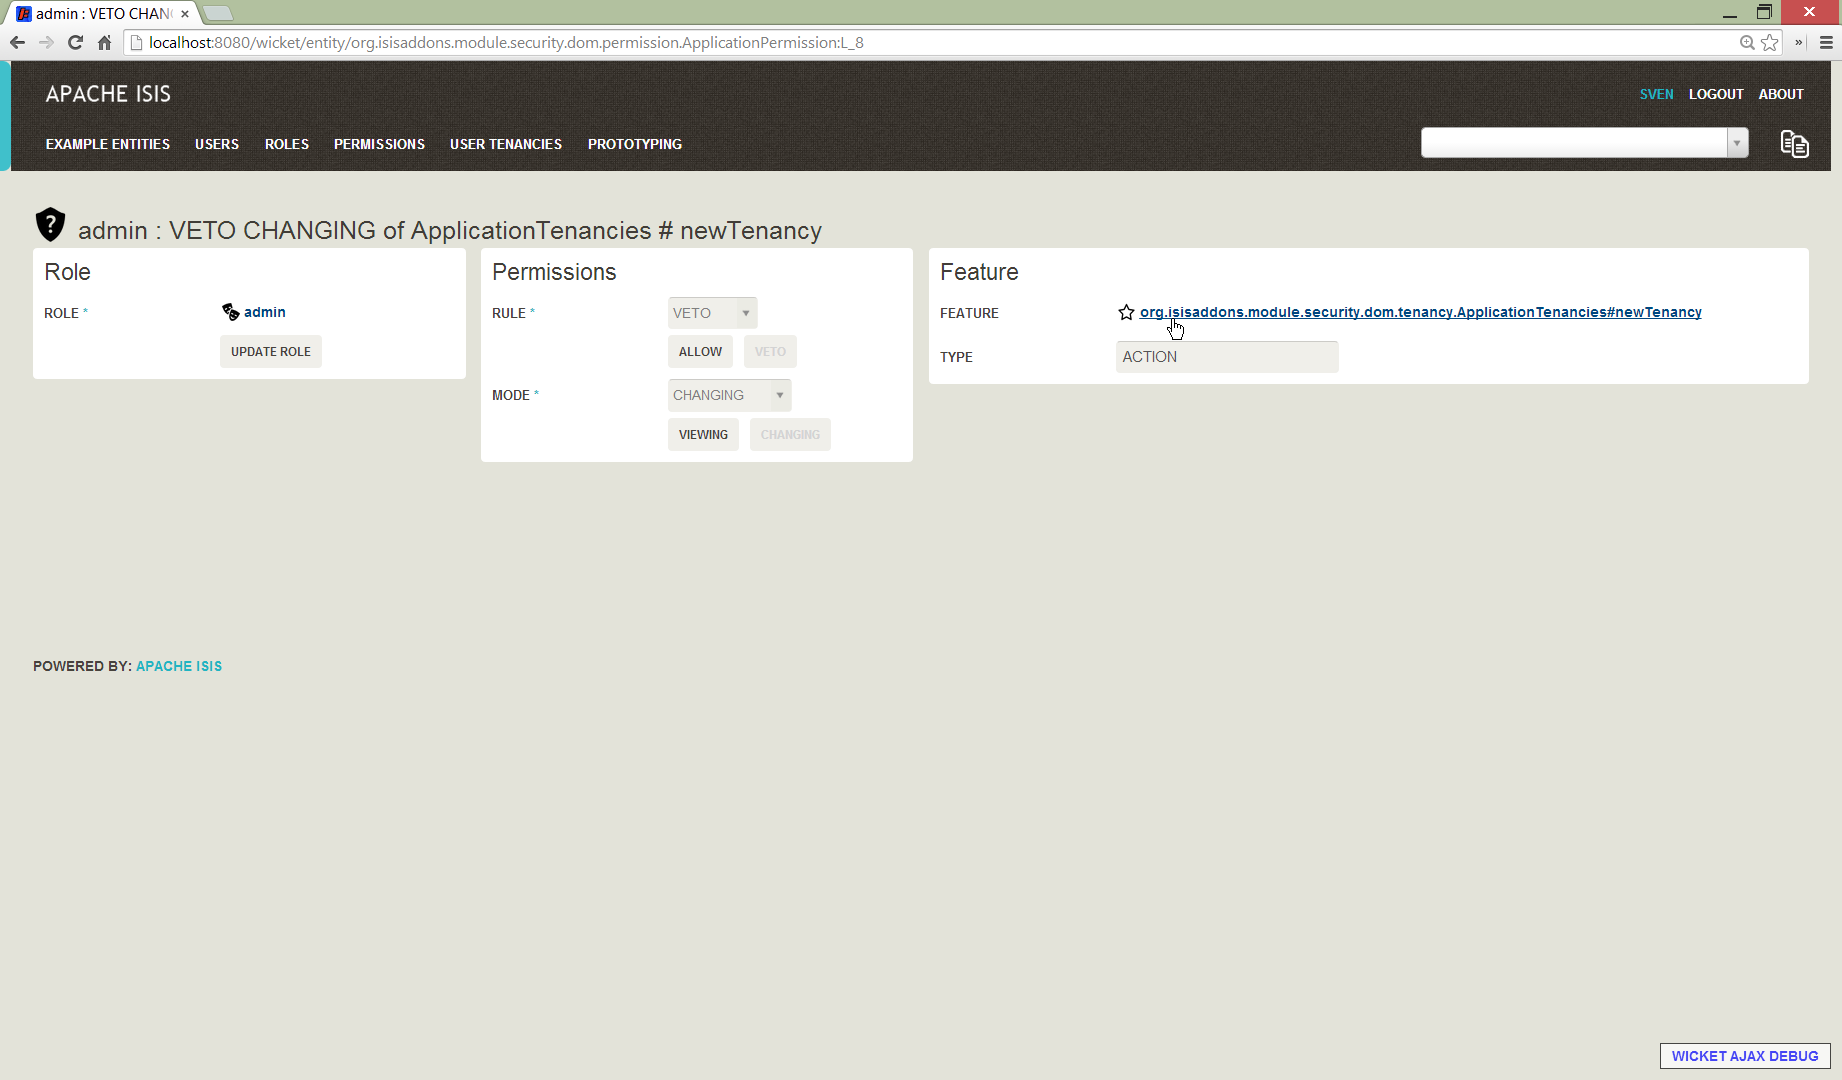 admin : VETO CHAN
localhost:8080/wicket/entity/org.isisaddons.module.security.dom.permission.ApplicationPermission:L_8
APACHE ISIS
SVEN LOGOUT ABOUT
EXAMPLE ENTITIES USERS ROLES PERMISSIONS USER TENANCIES PROTOTYPING
admin : VETO CHANGING of ApplicationTenancies # newTenancy
Role
ROLE *
admin
UPDATE ROLE
Permissions
RULE *
VETO
ALLOW VETO
MODE *
CHANGING
VIEWING CHANGING
Feature
FEATURE
org.isisaddons.module.security.dom.tenancy.ApplicationTenancies#newTenancy
TYPE
ACTION
POWERED BY: APACHE ISIS
WICKET AJAX DEBUG